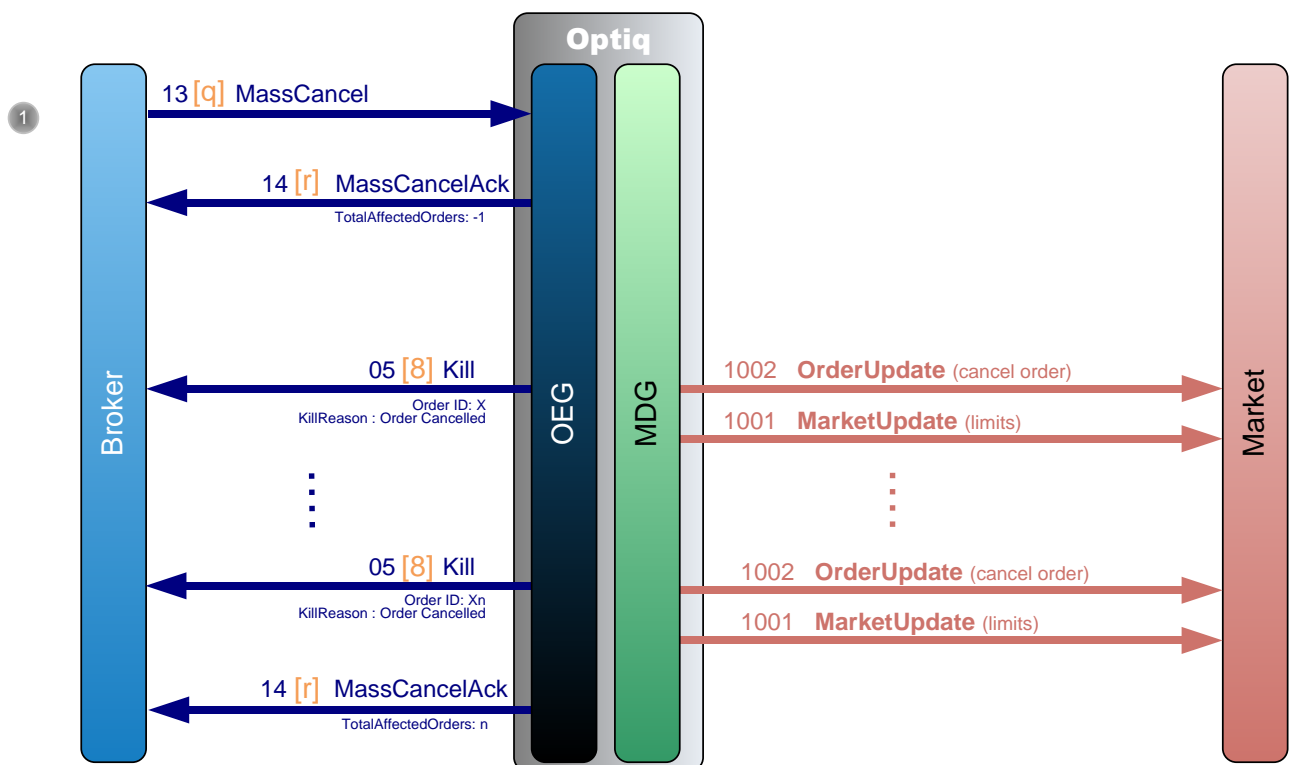 Optiq
1
13 [q] MassCancel
14 [r] MassCancelAck
TotalAffectedOrders: -1
Broker
OEG
MDG
Market
05 [8] Kill
Order ID: X
KillReason : Order Cancelled
1002 OrderUpdate (cancel order)
1001 MarketUpdate (limits)
05 [8] Kill
Order ID: Xn
KillReason : Order Cancelled
1002 OrderUpdate (cancel order)
1001 MarketUpdate (limits)
14 [r] MassCancelAck
TotalAffectedOrders: n